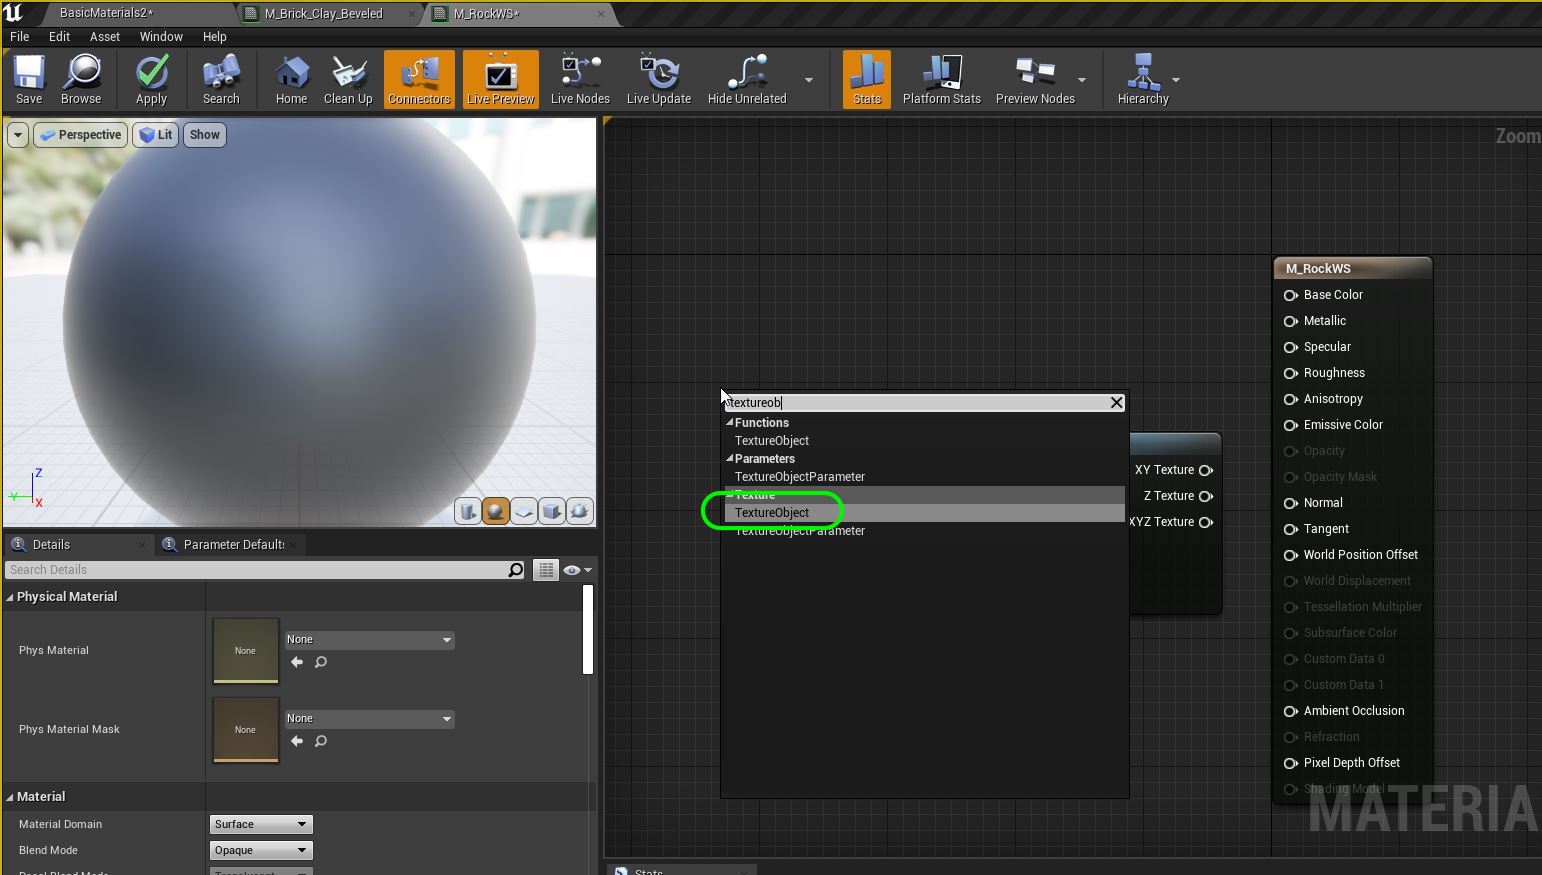 BasicMaterials2*
M_Brick_Clay_Beveled
M_RockWS*
File Edit Asset Window Help
Save Browse Apply Search Home Clean Up Connectors Live Preview Live Nodes Live Update Hide Unrelated Stats Platform Stats Preview Nodes Hierarchy
Perspective Lit Show
Zoom
M_RockWS
Base Color
Metallic
Specular
Roughness
Anisotropy
Emissive Color
Opacity
Opacity Mask
Normal
Tangent
World Position Offset
World Displacement
Tessellation Multiplier
Subsurface Color
Custom Data 0
Custom Data 1
Ambient Occlusion
Refraction
Pixel Depth Offset
Shading Model
textureob
Functions
TextureObject
Parameters
TextureObjectParameter
Texture
TextureObject
TextureObjectParameter
XY Texture
Z Texture
XYZ Texture
MATERIA
Z
Y
X
Details
Parameter Defaults
Search Details
Physical Material
Phys Material
None
None
Phys Material Mask
None
None
Material
Material Domain
Surface
Blend Mode
Opaque
Stats